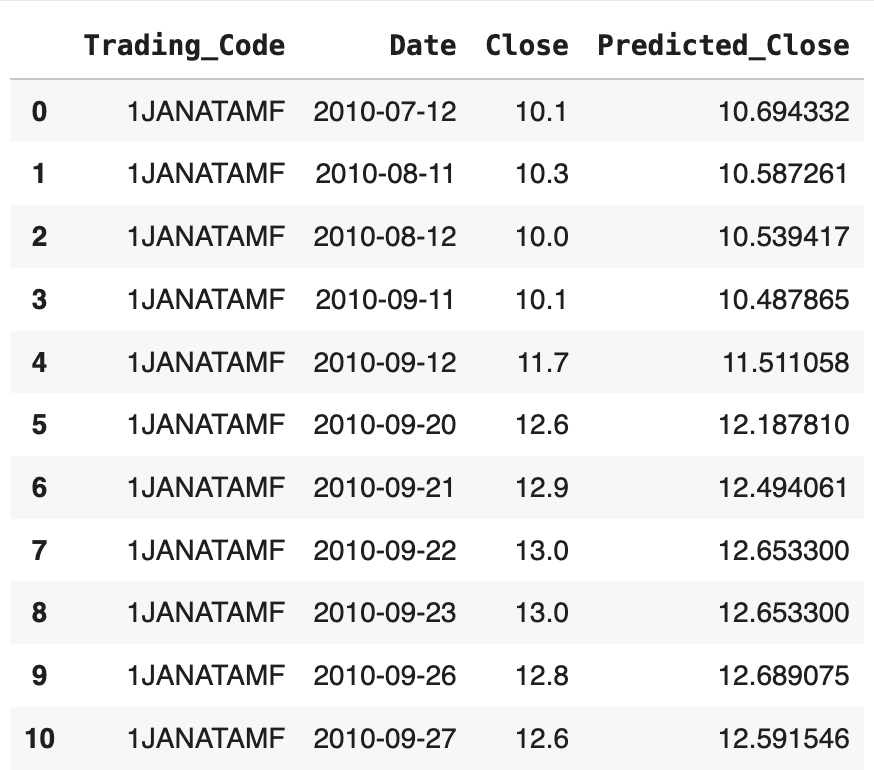 Trading_Code Date Close Predicted_Close
0 1JANATAMF 2010-07-12 10.1 10.694332
1 1JANATAMF 2010-08-11 10.3 10.587261
2 1JANATAMF 2010-08-12 10.0 10.539417
3 1JANATAMF 2010-09-11 10.1 10.487865
4 1JANATAMF 2010-09-12 11.7 11.511058
5 1JANATAMF 2010-09-20 12.6 12.187810
6 1JANATAMF 2010-09-21 12.9 12.494061
7 1JANATAMF 2010-09-22 13.0 12.653300
8 1JANATAMF 2010-09-23 13.0 12.653300
9 1JANATAMF 2010-09-26 12.8 12.689075
10 1JANATAMF 2010-09-27 12.6 12.591546